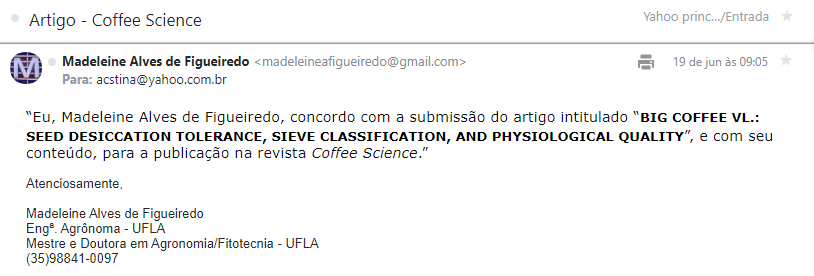 Artigo - Coffee Science
Yahoo princ.../Entrada
Madeleine Alves de Figueiredo <madeleineafigueiredo@gmail.com>
19 de jun às 09:05
Para: acstina@yahoo.com.br
“Eu, Madeleine Alves de Figueiredo, concordo com a submissão do artigo intitulado “BIG COFFEE VL.:
SEED DESICCATION TOLERANCE, SIEVE CLASSIFICATION, AND PHYSIOLOGICAL QUALITY”, e com seu
conteúdo, para a publicação na revista Coffee Science.”
Atenciosamente,
Madeleine Alves de Figueiredo
Engª. Agrônoma - UFLA
Mestre e Doutora em Agronomia/Fitotecnia - UFLA
(35)98841-0097